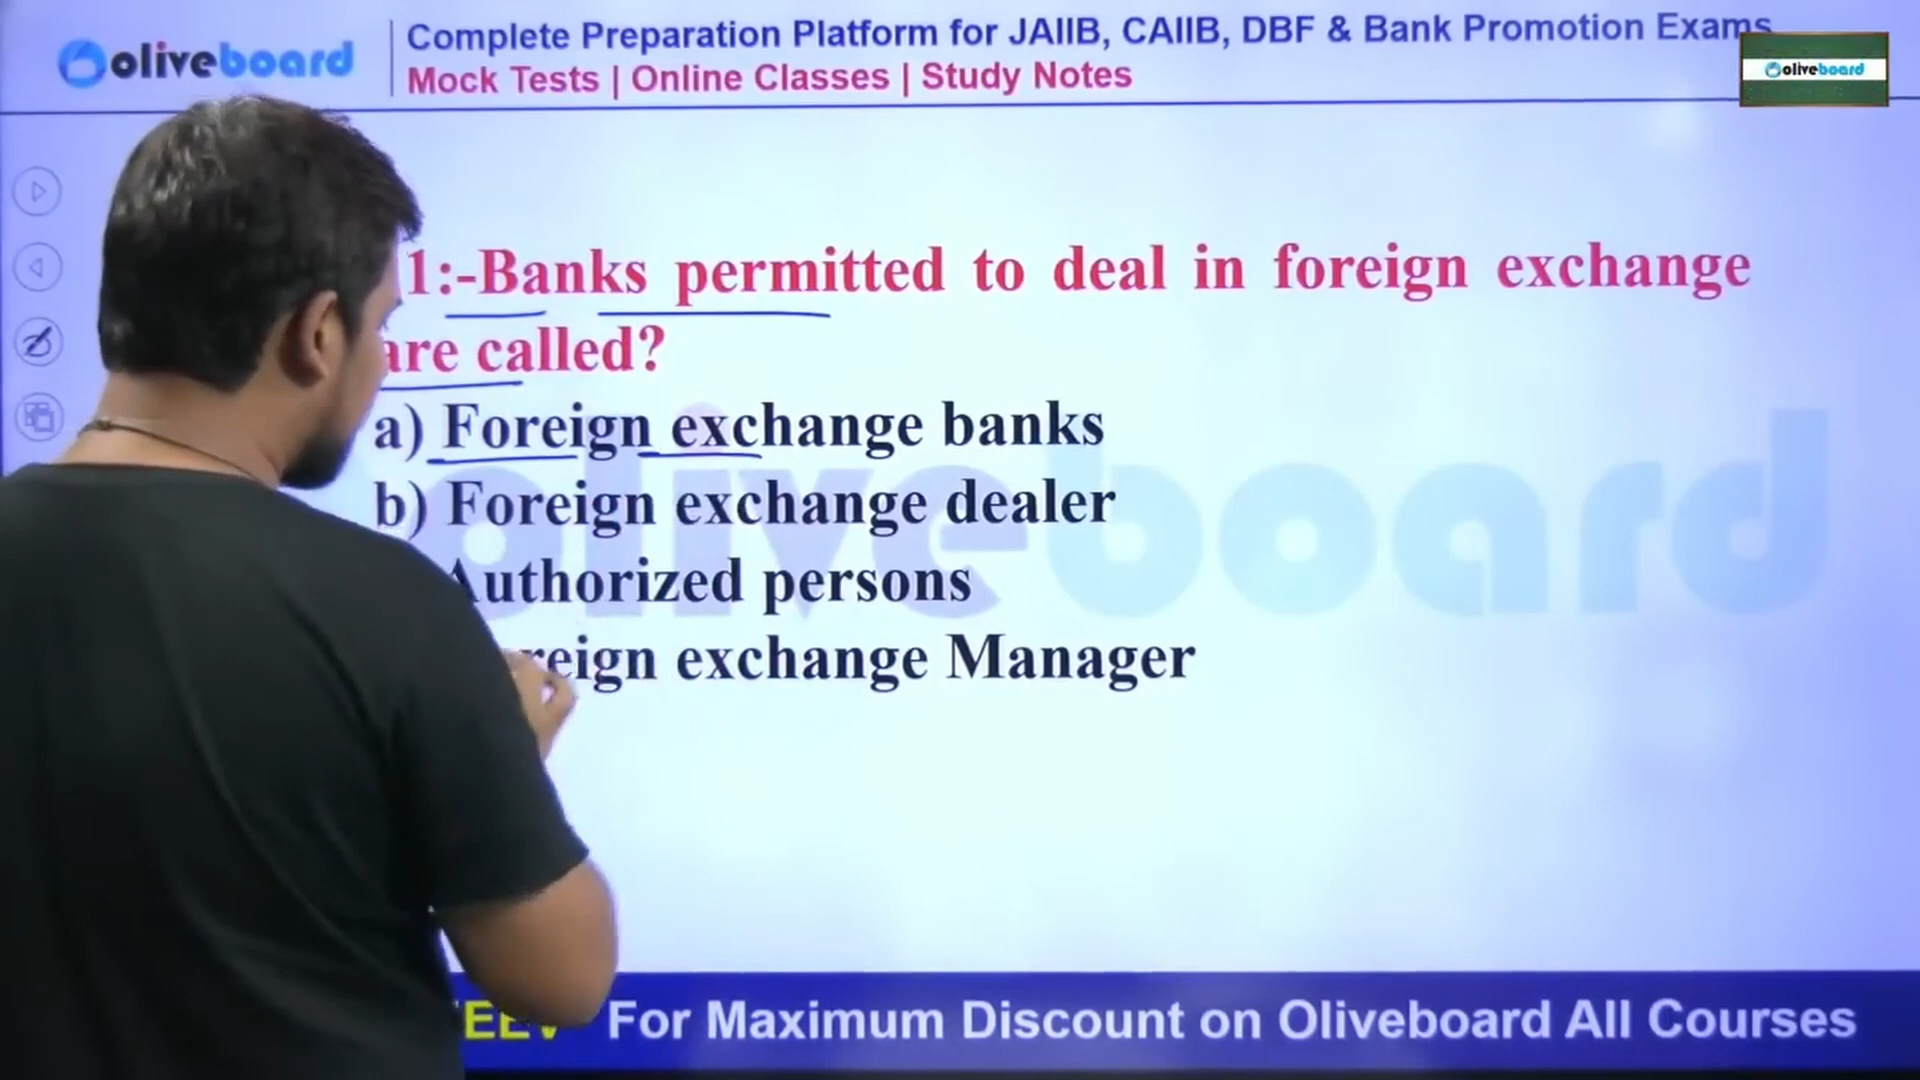 oliveboard
Complete Preparation Platform for JAIIB, CAIIB, DBF & Bank Promotion Exams
Mock Tests | Online Classes | Study Notes
oliveboard
1:-Banks permitted to deal in foreign exchange
are called?
a) Foreign exchange banks
b) Foreign exchange dealer
Authorized persons
reign exchange Manager
oliveboard
For Maximum Discount on Oliveboard All Courses